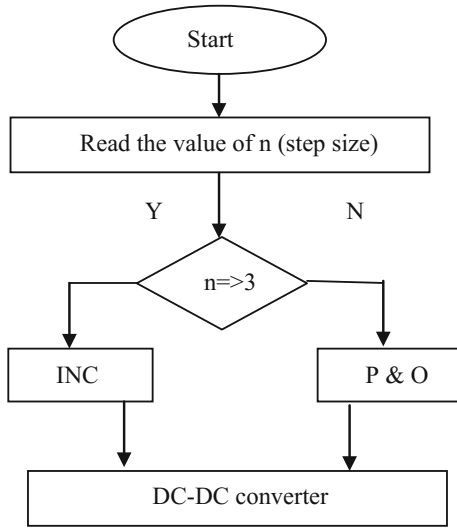 Start
Read the value of n (step size)
Y
N
n=>3
INC
P & O
DC-DC converter